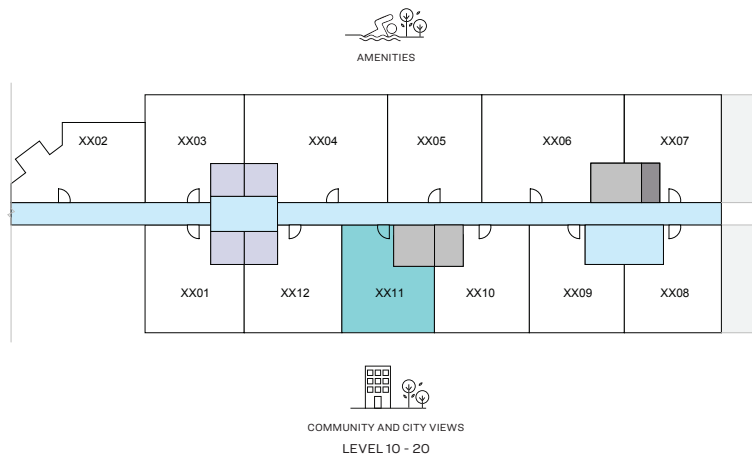 AMENITIES
XX02 XX03 XX04 XX05 XX06 XX07
XX01 XX12 XX11 XX10 XX09 XX08
COMMUNITY AND CITY VIEWS
LEVEL 10 - 20